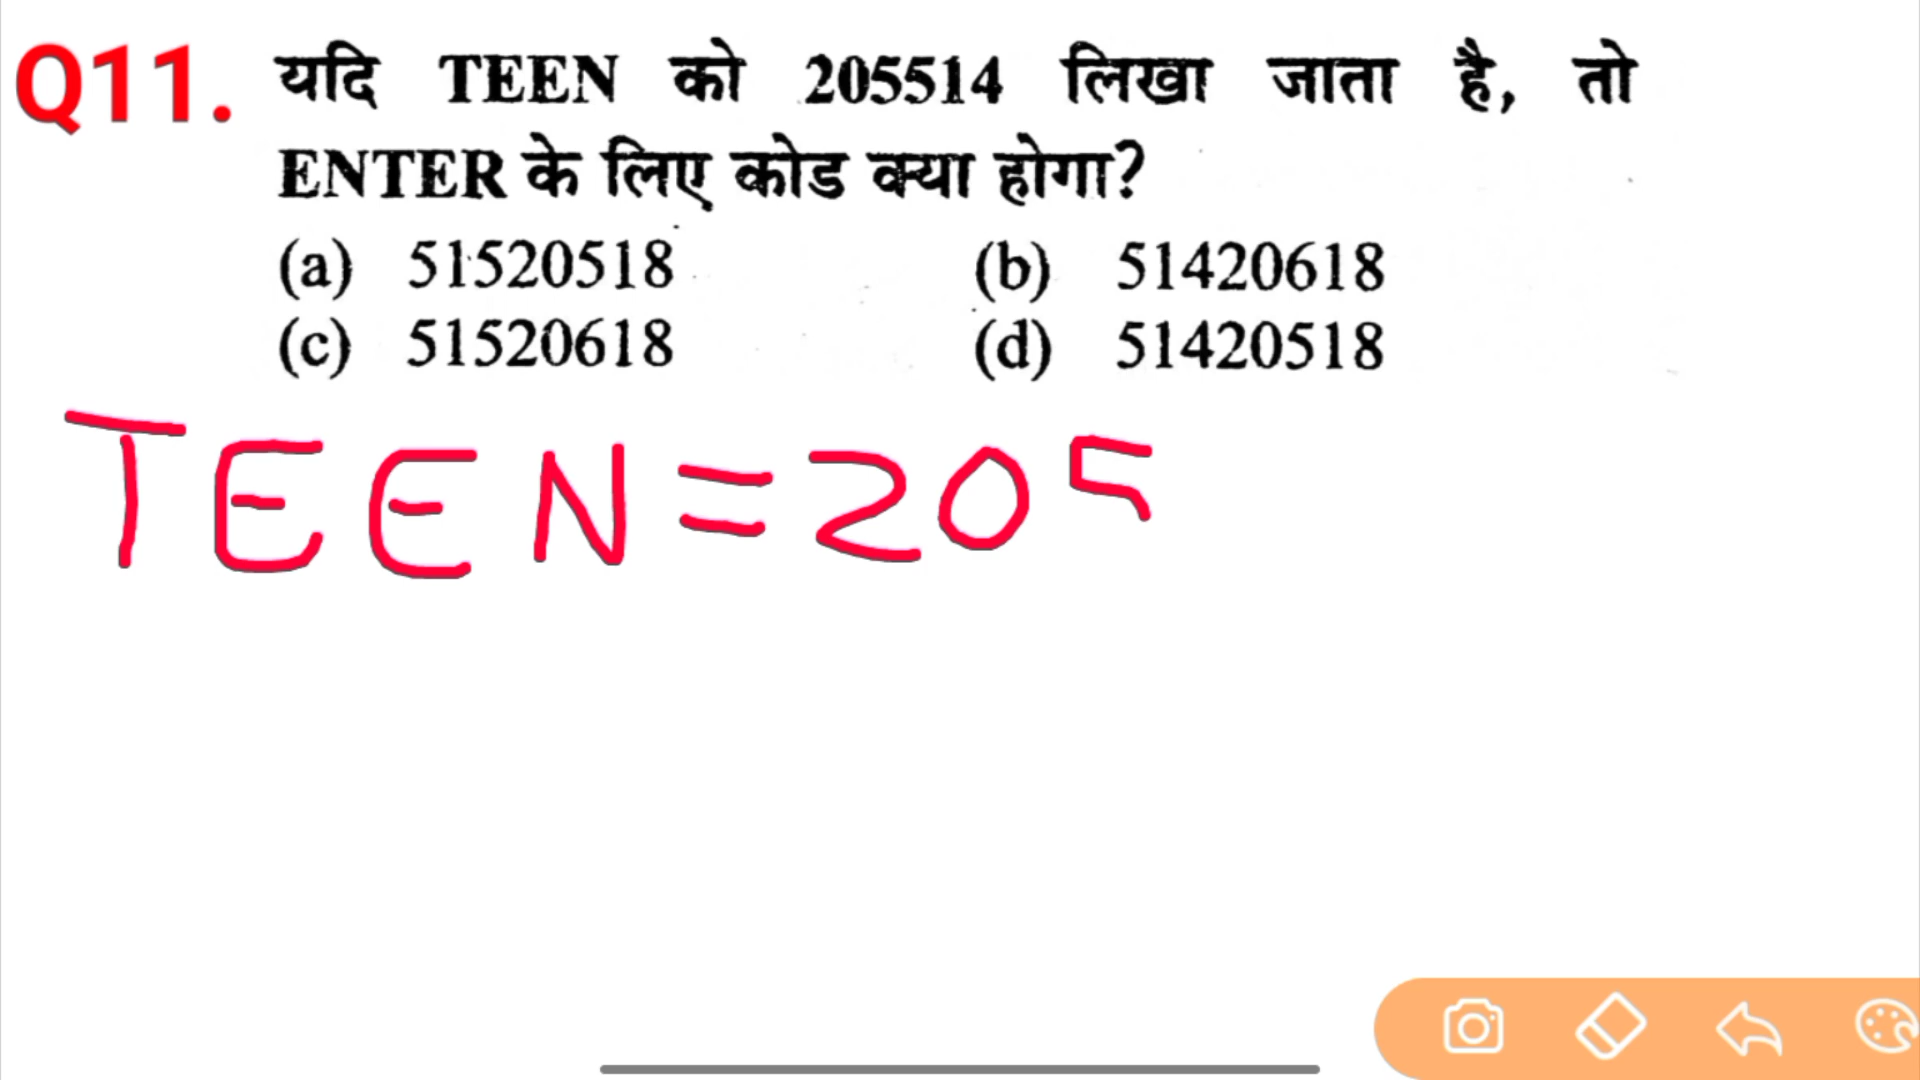 Q11. यदि TEEN को 205514 लिखा जाता है, तो
ENTER के लिए कोड क्या होगा?
(a) 51520518 (b) 51420618
(c) 51520618 (d) 51420518
TEEN=205